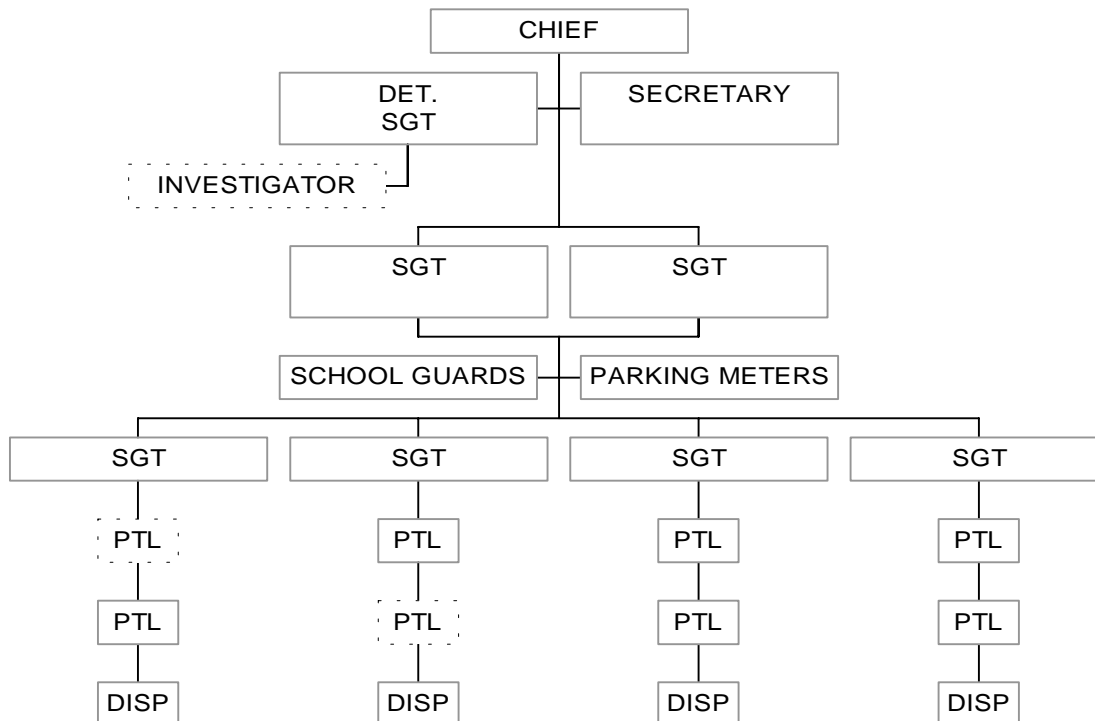 CHIEF
DET.
SGT
SECRETARY
INVESTIGATOR
SGT
SGT
SCHOOL GUARDS
PARKING METERS
SGT
SGT
SGT
SGT
PTL
PTL
PTL
PTL
PTL
PTL
PTL
PTL
DISP
DISP
DISP
DISP